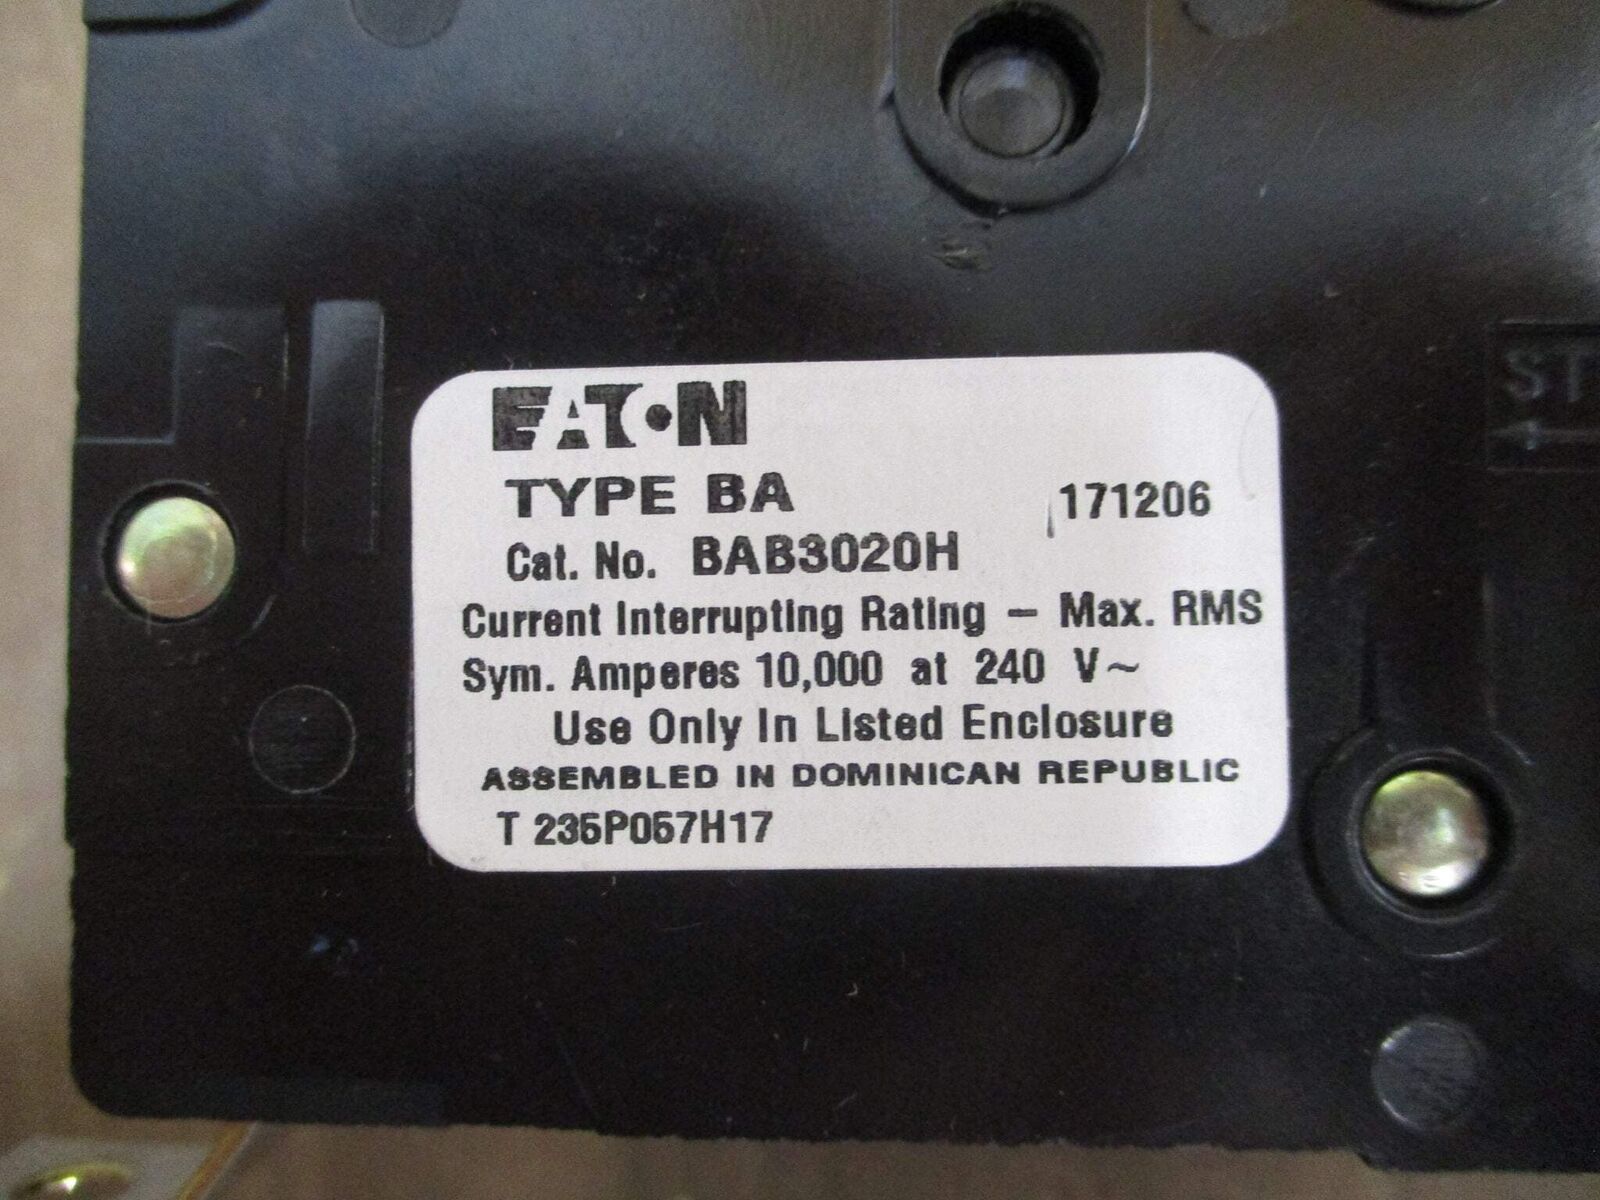 EATON
TYPE BA 171206
Cat. No. BAB3020H
Current Interrupting Rating — Max. RMS
Sym. Amperes 10,000 at 240 V~
Use Only In Listed Enclosure
ASSEMBLED IN DOMINICAN REPUBLIC
T 235P057H17